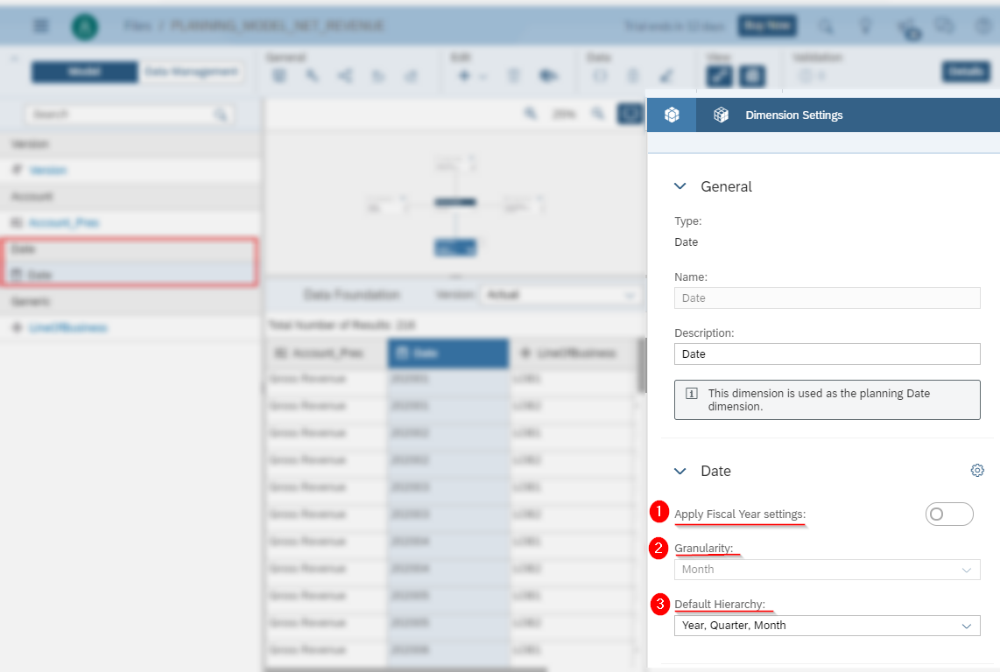 Files / PLANNING_MODEL_NET_REVENUE
Trial ends in 12 days
Buy Now
Model
Data Management
General
Edit
Data
View
Validation
Details
Search
25%
Version
Version
Account
Account_Pres
Date
Date
Generic
LineOfBusiness
Data Foundation
Version:
Actual
Total Number of Results: 216
Account_Pres
Date
LineOfBusiness
Gross Revenue 202001 LOB1
Gross Revenue 202001 LOB2
Gross Revenue 202002 LOB1
Gross Revenue 202002 LOB2
Gross Revenue 202003 LOB1
Gross Revenue 202003 LOB2
Gross Revenue 202004 LOB1
Gross Revenue 202004 LOB2
Gross Revenue 202005 LOB1
Gross Revenue 202005 LOB2
Gross Revenue 202006 LOB1
Dimension Settings
General
Type:
Date
Name:
Date
Description:
Date
This dimension is used as the planning Date
dimension.
Date
1 Apply Fiscal Year settings:
2 Granularity:
Month
3 Default Hierarchy:
Year, Quarter, Month